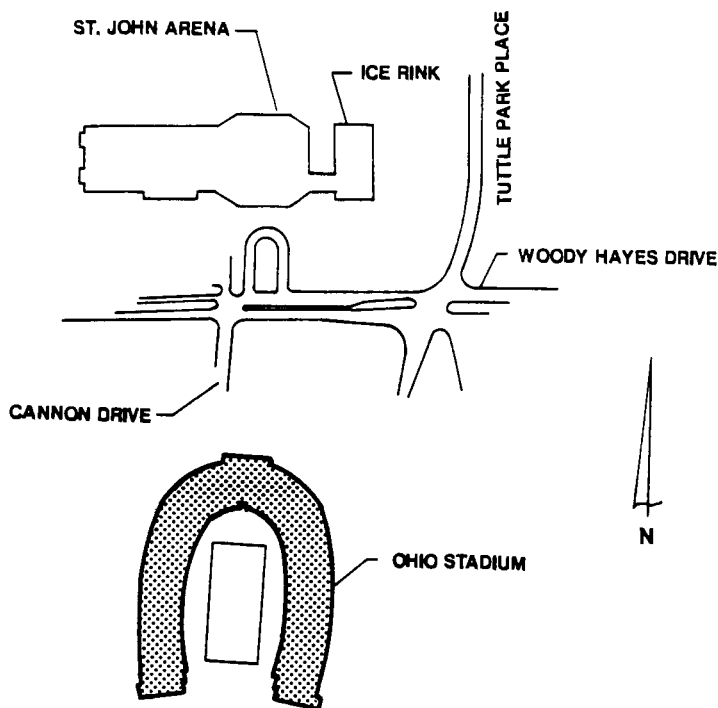 ST. JOHN ARENA
ICE RINK
TUTTLE PARK PLACE
WOODY HAYES DRIVE
CANNON DRIVE
N
OHIO STADIUM